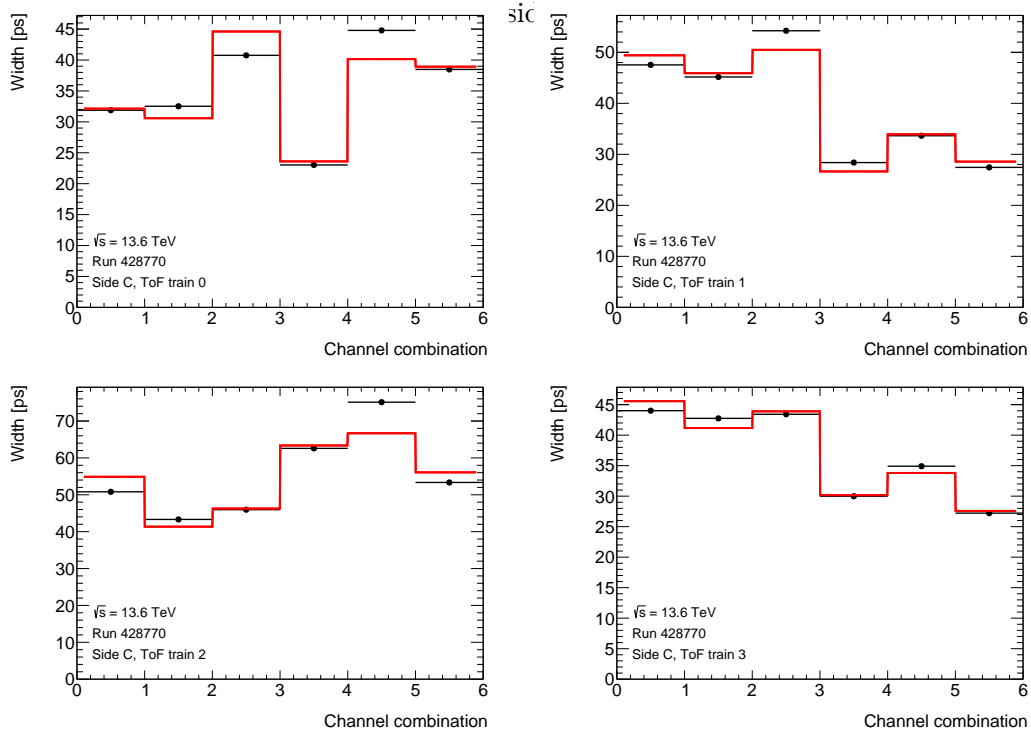 sid
Width [ps]
45
40
35
30
25
20
15
10
5
0
√s = 13.6 TeV
Run 428770
Side C, ToF train 0
0 1 2 3 4 5 6
Channel combination
Width [ps]
50
40
30
20
10
0
√s = 13.6 TeV
Run 428770
Side C, ToF train 1
0 1 2 3 4 5 6
Channel combination
Width [ps]
70
60
50
40
30
20
10
0
√s = 13.6 TeV
Run 428770
Side C, ToF train 2
0 1 2 3 4 5 6
Channel combination
Width [ps]
45
40
35
30
25
20
15
10
5
0
√s = 13.6 TeV
Run 428770
Side C, ToF train 3
0 1 2 3 4 5 6
Channel combination